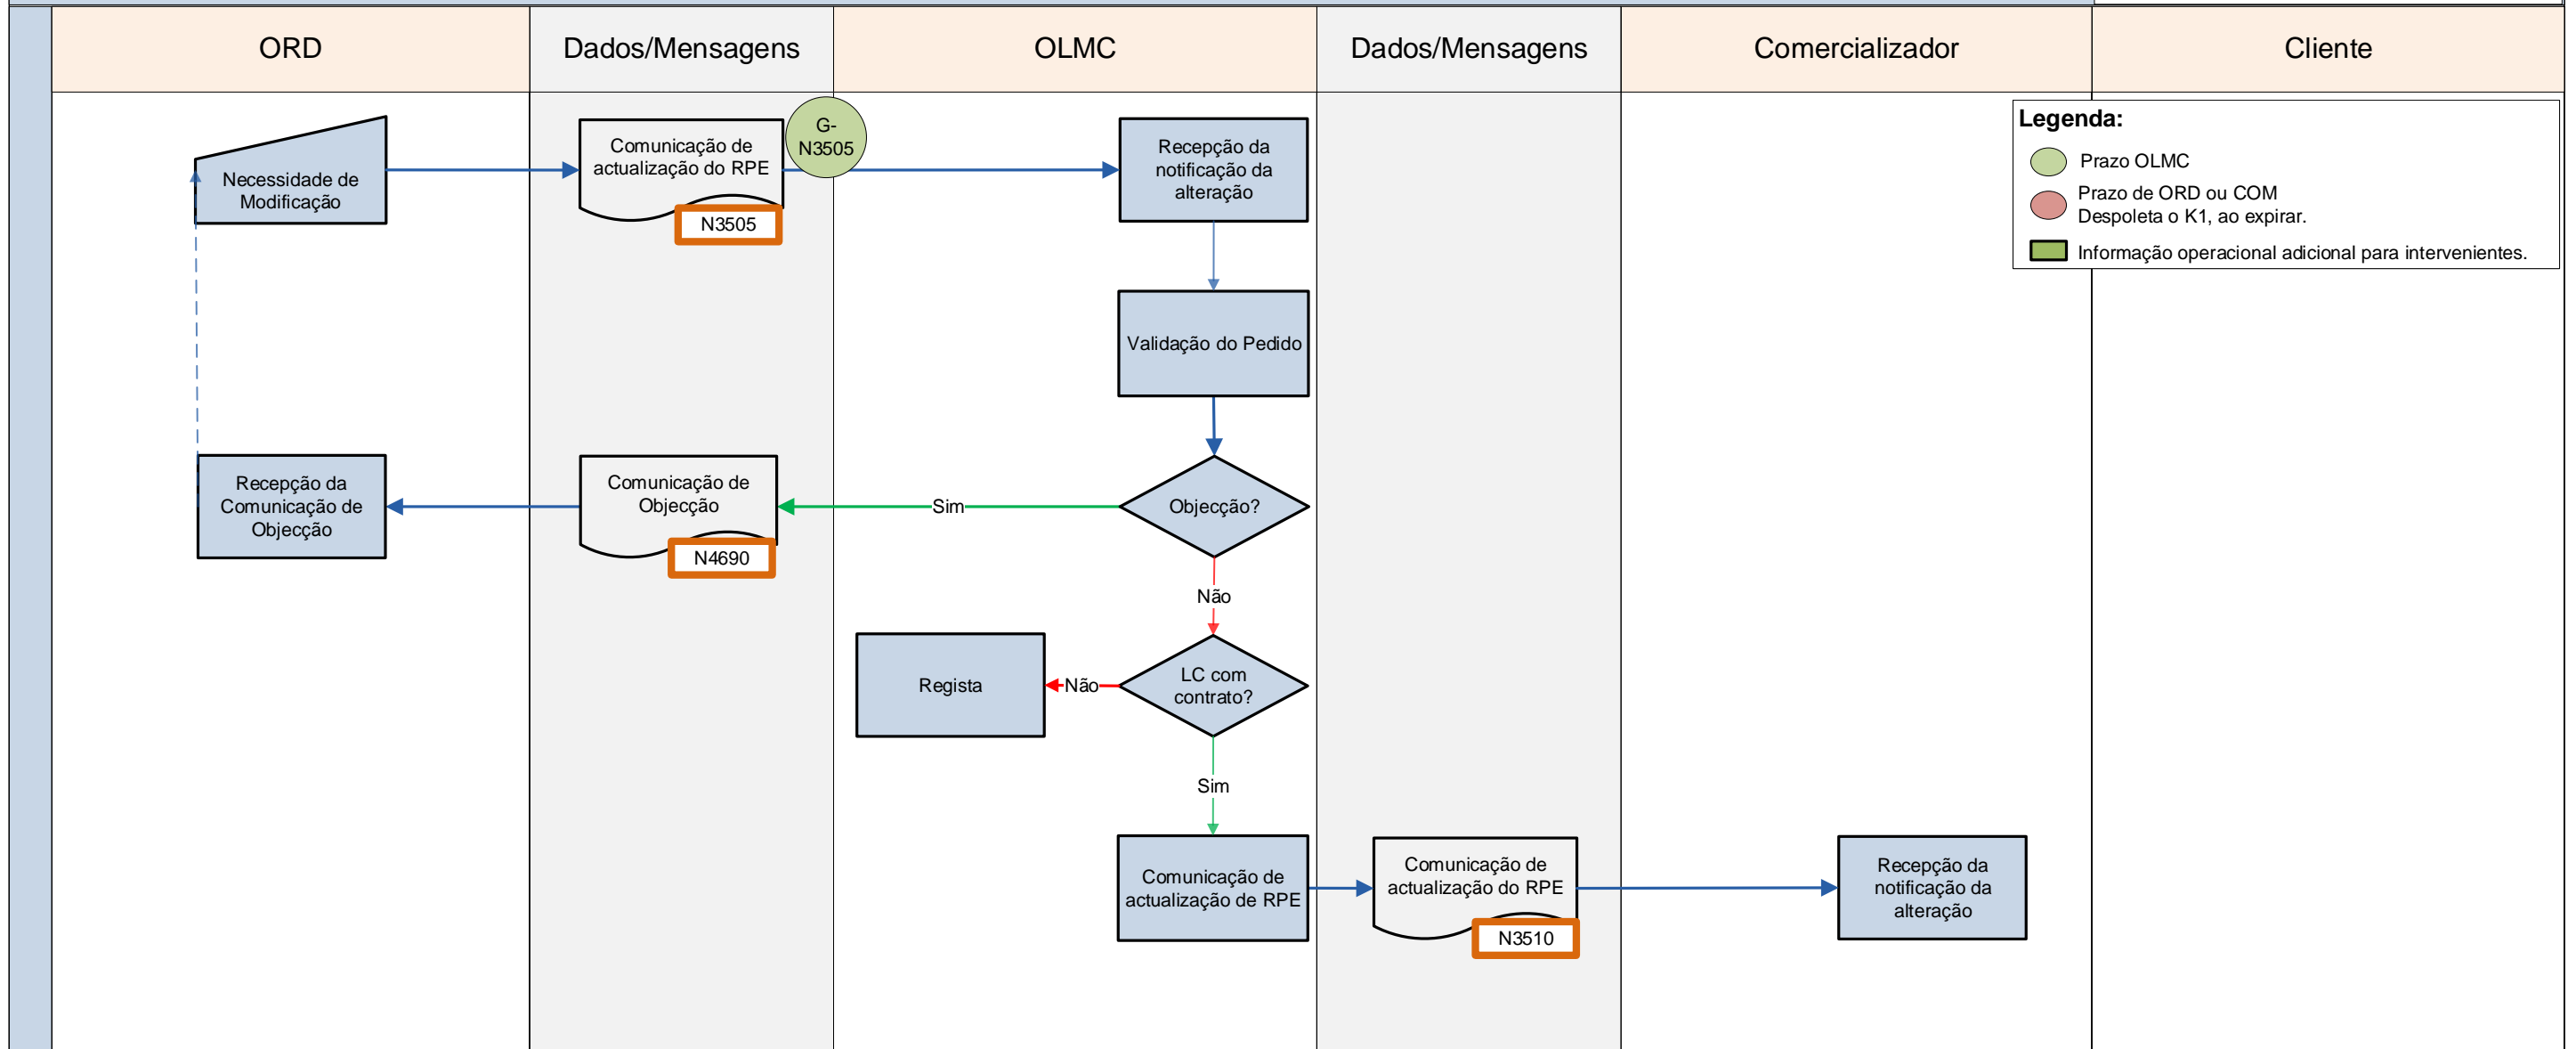 ORD
Dados/Mensagens
OLMC
Dados/Mensagens
Comercializador
Cliente
Legenda:
Prazo OLMC
Prazo de ORD ou COM
Despoleta o K1, ao expirar.
Informação operacional adicional para intervenientes.
Necessidade de
Modificação
Comunicação de
actualização do RPE
N3505
G-
N3505
Recepção da
notificação da
alteração
Validação do Pedido
Objecção?
Sim
Comunicação de
Objecção
N4690
Recepção da
Comunicação de
Objecção
Não
LC com
contrato?
Não
Regista
Sim
Comunicação de
actualização de RPE
Comunicação de
actualização do RPE
N3510
Recepção da
notificação da
alteração